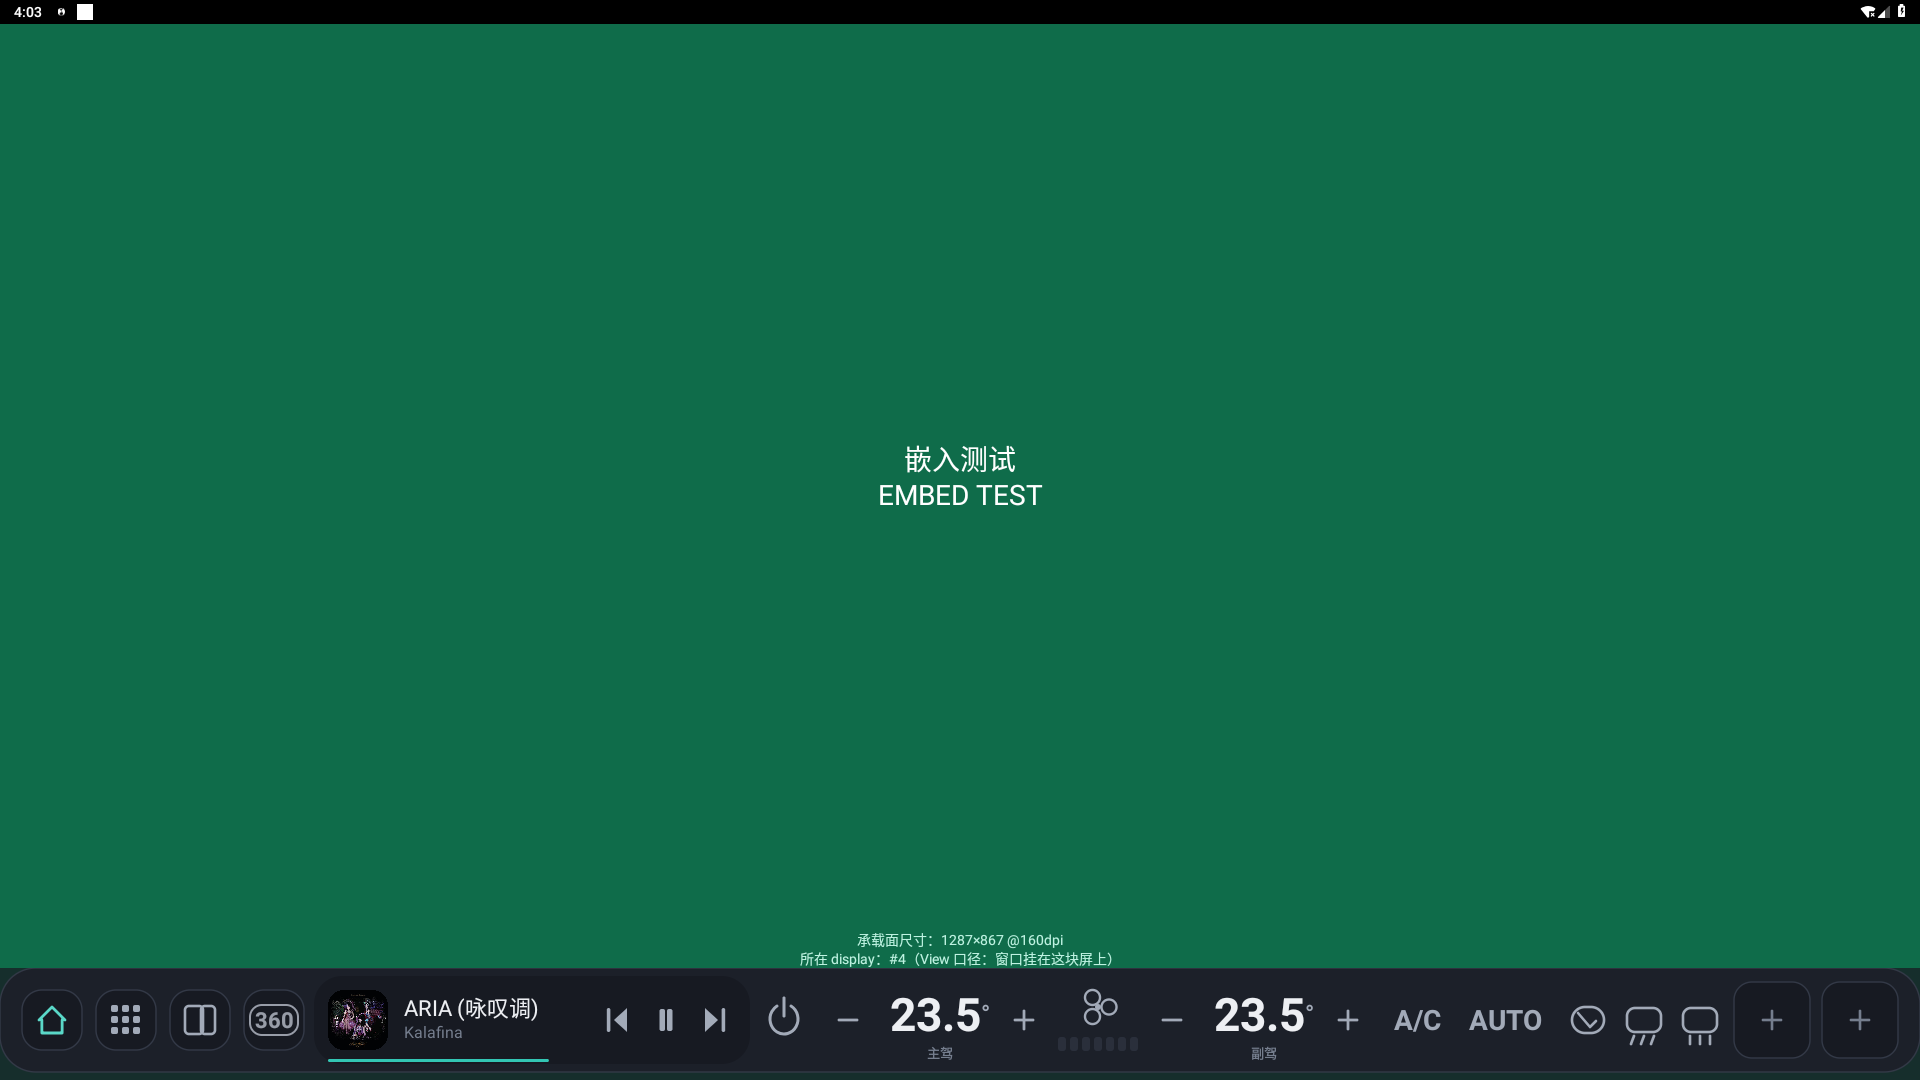 4:03
嵌入测试
EMBED TEST
承载面尺寸：1287×867 @160dpi
所在 display：#4（View 口径：窗口挂在这块屏上）
360
ARIA (咏叹调)
Kalafina
23.5°
主驾
23.5°
副驾
A/C
AUTO